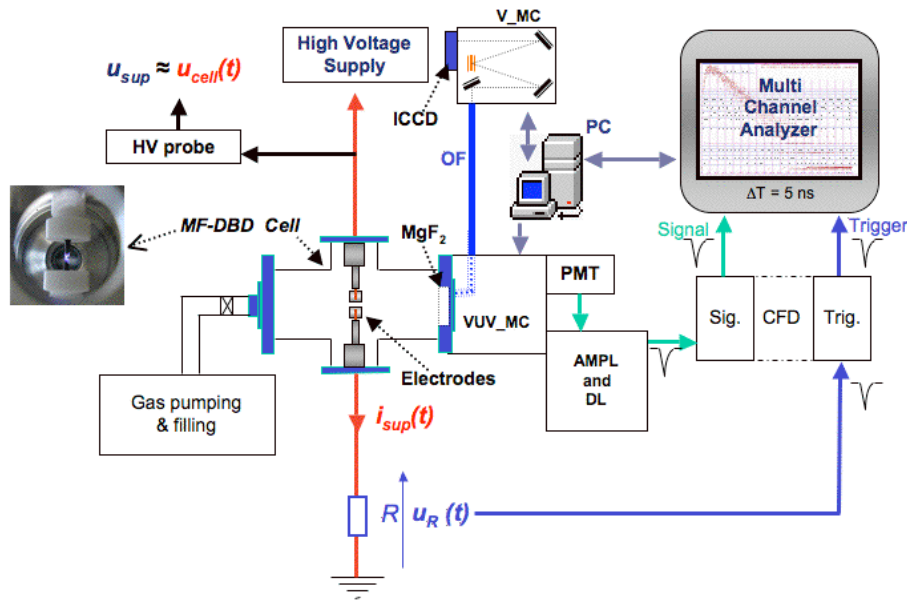 V_MC
High Voltage
Supply
u_sup ≈ u_cell(t)
ICCD
HV probe
OF
PC
Multi
Channel
Analyzer
ΔT = 5 ns
MF-DBD Cell
MgF₂
Signal
Trigger
PMT
VUV_MC
Sig.
CFD
Trig.
AMPL
and
DL
Electrodes
Gas pumping
& filling
i_sup(t)
R
u_R (t)